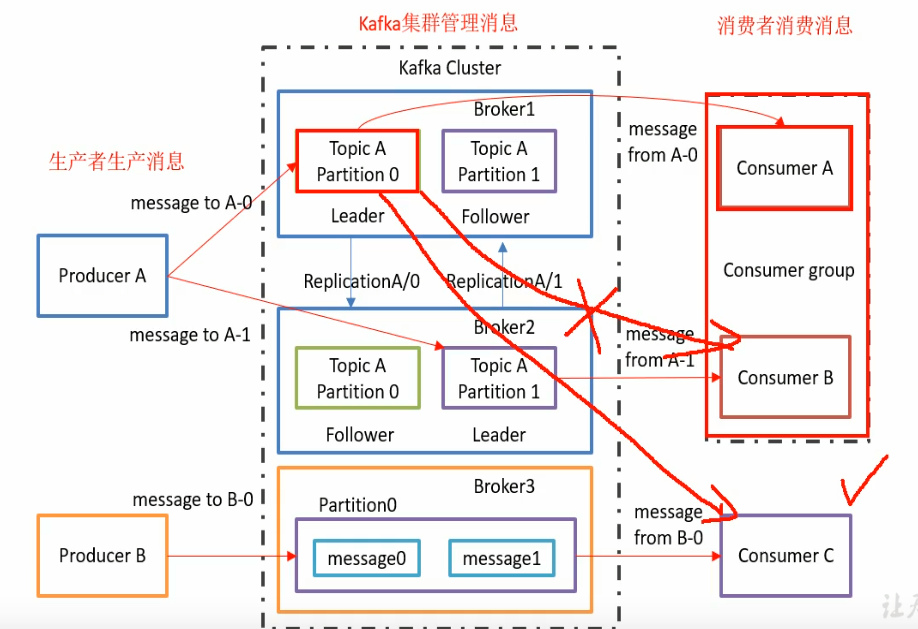 Kafka集群管理消息
消费者消费消息
Kafka Cluster
Broker1
message
from A-0
Topic A
Partition 0
Topic A
Partition 1
Consumer A
生产者生产消息
message to A-0
Leader
Follower
Producer A
ReplicationA/0
ReplicationA/1
Consumer group
message to A-1
Broker2
message
from A-1
Topic A
Partition 0
Topic A
Partition 1
Consumer B
Follower
Leader
message to B-0
Broker3
Partition0
message
from B-0
Producer B
message0
message1
Consumer C
让